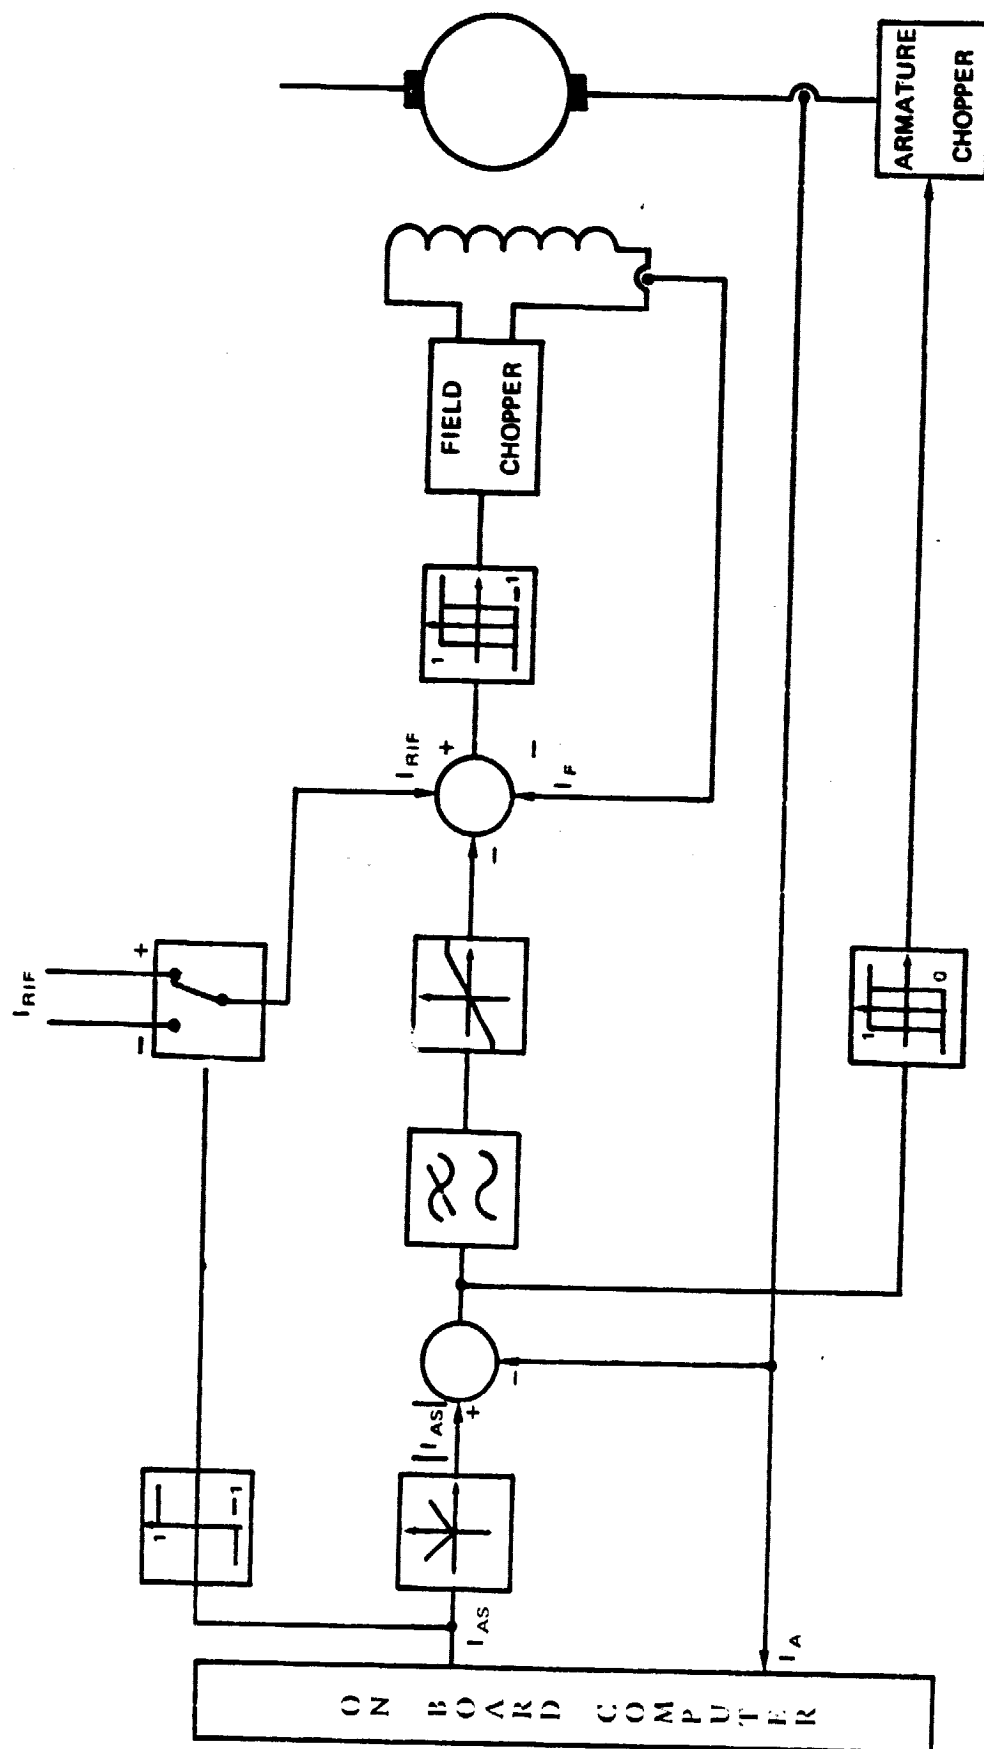 ON BOARD COMPUTER
I_AS
I_A
1
-1
|I_AS|
+
-
I_RIF
-
+
-
I_RIF
+
I_F
-
1
-1
FIELD
CHOPPER
1
0
ARMATURE
CHOPPER